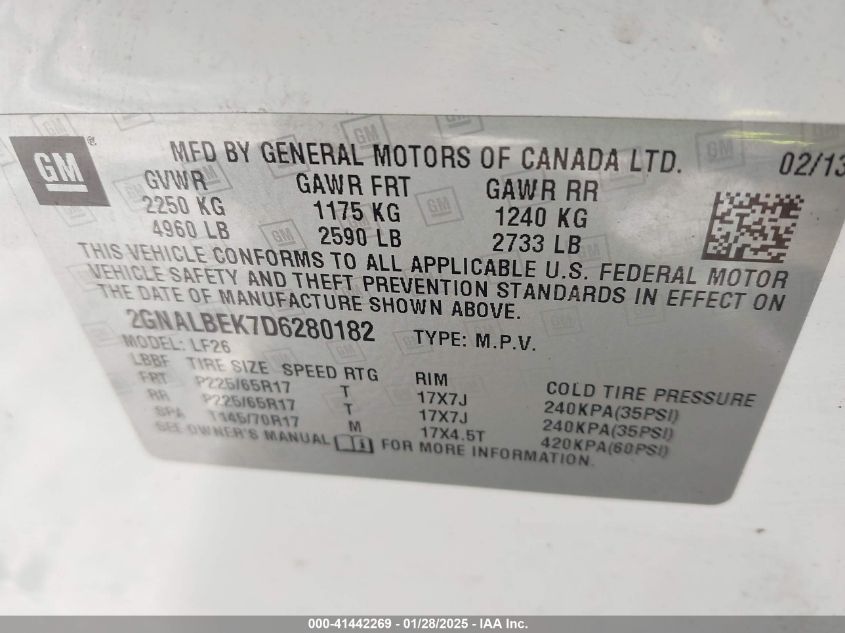 GM ® MFD BY GENERAL MOTORS OF CANADA LTD. 02/13
GVWR GAWR FRT GAWR RR
2250 KG 1175 KG 1240 KG
4960 LB 2590 LB 2733 LB
THIS VEHICLE CONFORMS TO ALL APPLICABLE U.S. FEDERAL MOTOR
VEHICLE SAFETY AND THEFT PREVENTION STANDARDS IN EFFECT ON
THE DATE OF MANUFACTURE SHOWN ABOVE.
2GNALBEK7D6280182 TYPE: M.P.V.
MODEL: LF26
LBBF TIRE SIZE SPEED RTG RIM COLD TIRE PRESSURE
FRT P225/65R17 T 17X7J 240KPA(35PSI)
RR P225/65R17 T 17X7J 240KPA(35PSI)
SPA T145/70R17 M 17X4.5T 420KPA(60PSI)
SEE OWNER'S MANUAL FOR MORE INFORMATION.
000-41442269 - 01/28/2025 - IAA Inc.